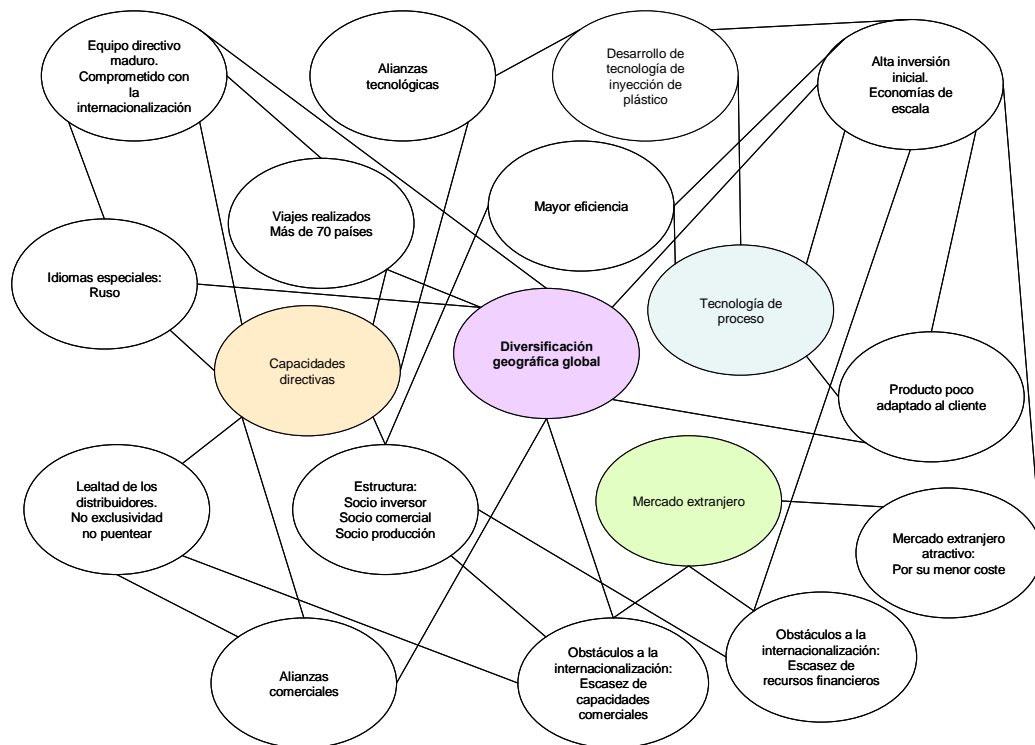 Equipo directivo
maduro.
Comprometido con
la
internacionalización
Alianzas
tecnológicas
Desarrollo de
tecnología de
inyección de
plástico
Alta inversión
inicial.
Economías de
escala
Viajes realizados
Más de 70 países
Mayor eficiencia
Idiomas especiales:
Ruso
Tecnología de
proceso
Diversificación
geográfica global
Capacidades
directivas
Producto poco
adaptado al cliente
Lealtad de los
distribuidores.
No exclusividad
no puentear
Estructura:
Socio inversor
Socio comercial
Socio producción
Mercado extranjero
Mercado extranjero
atractivo:
Por su menor coste
Alianzas
comerciales
Obstáculos a la
internacionalización:
Escasez de
capacidades
comerciales
Obstáculos a la
internacionalización:
Escasez de
recursos financieros